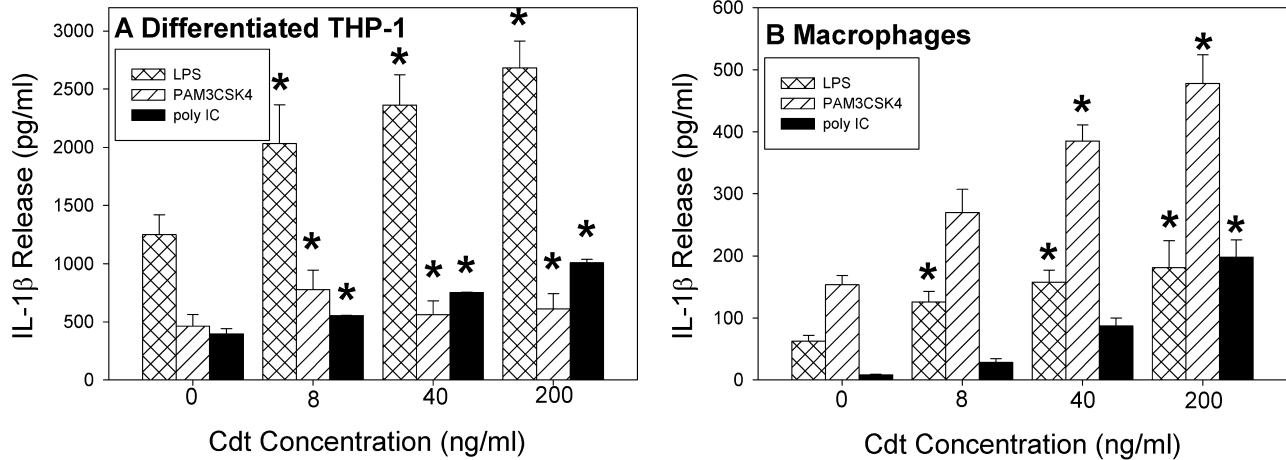 A Differentiated THP-1
LPS
PAM3CSK4
poly IC
IL-1β Release (pg/ml)
3000
2500
2000
1500
1000
500
0
* * *
* * *
* * *
0 8 40 200
Cdt Concentration (ng/ml)
B Macrophages
LPS
PAM3CSK4
poly IC
IL-1β Release (pg/ml)
600
500
400
300
200
100
0
* *
* * *
*
0 8 40 200
Cdt Concentration (ng/ml)